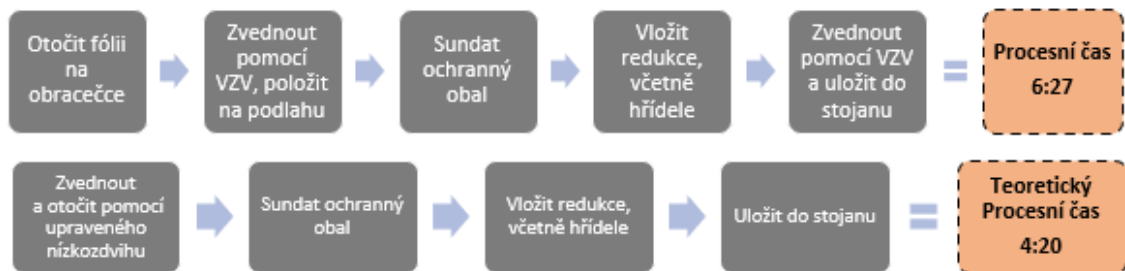 Otočit fólii
na
obracečce
Zvednout
pomocí
VZV, položit
na podlahu
Sundat
ochranný
obal
Vložit
redukce,
včetně
hřídele
Zvednout
pomocí VZV
a uložit do
stojanu
Procesní čas
6:27
Zvednout
a otočit pomocí
upraveného
nízkozdvihu
Sundat ochranný
obal
Vložit redukce,
včetně hřídele
Uložit do stojanu
Teoretický
Procesní čas
4:20